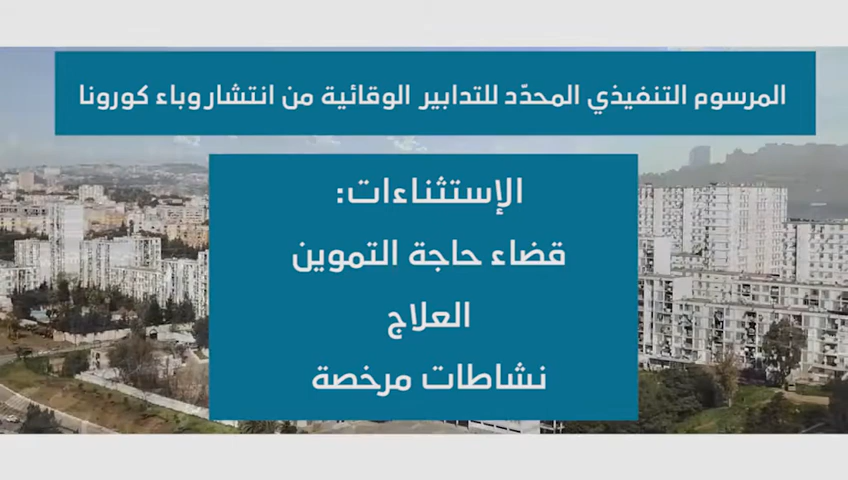 المرسوم التنفيذي المحدّد للتدابير الوقائية من انتشار وباء كورونا
الإستثناءات:
قضاء حاجة التموين
العلاج
نشاطات مرخصة